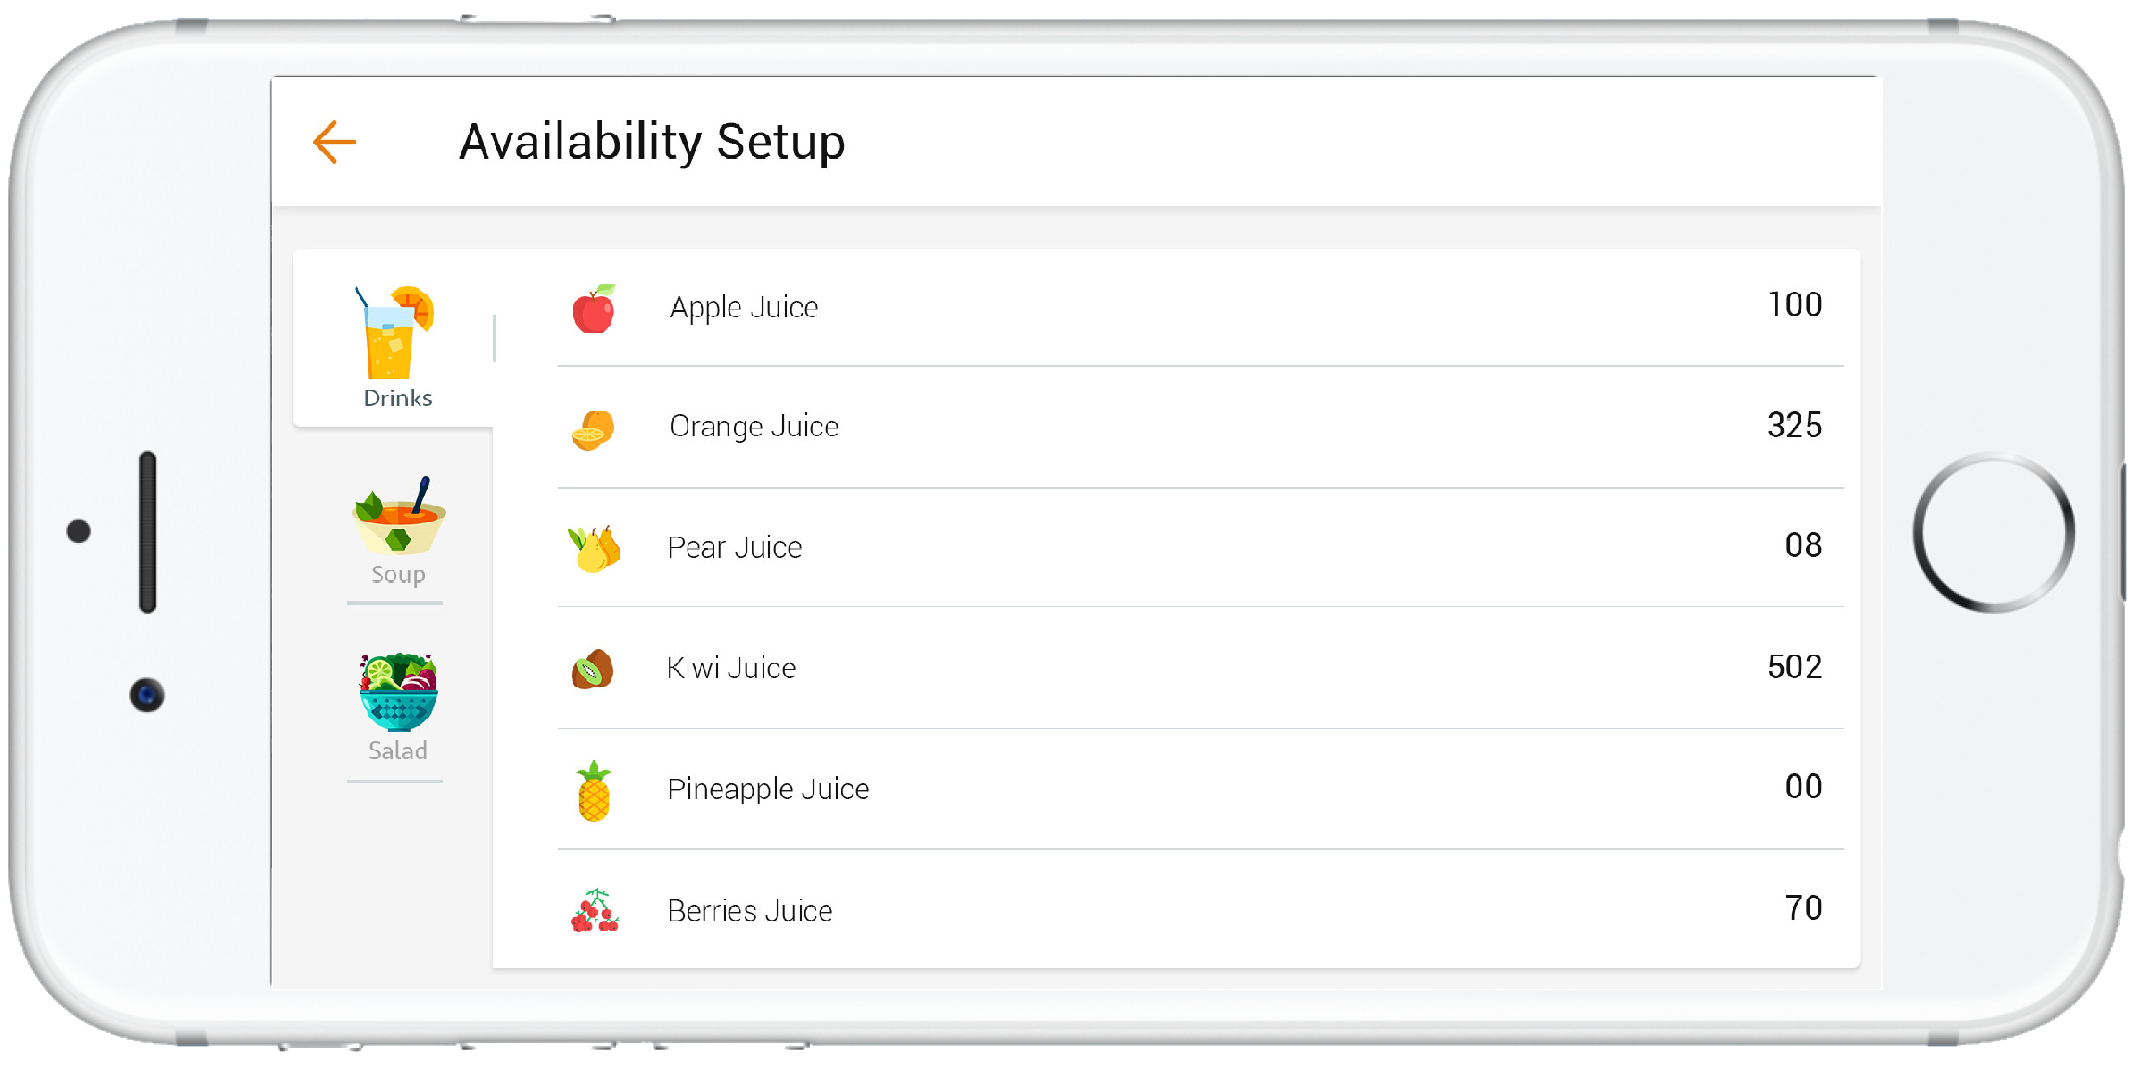 Availability Setup
Drinks
Soup
Salad
Apple Juice 100
Orange Juice 325
Pear Juice 08
K wi Juice 502
Pineapple Juice 00
Berries Juice 70